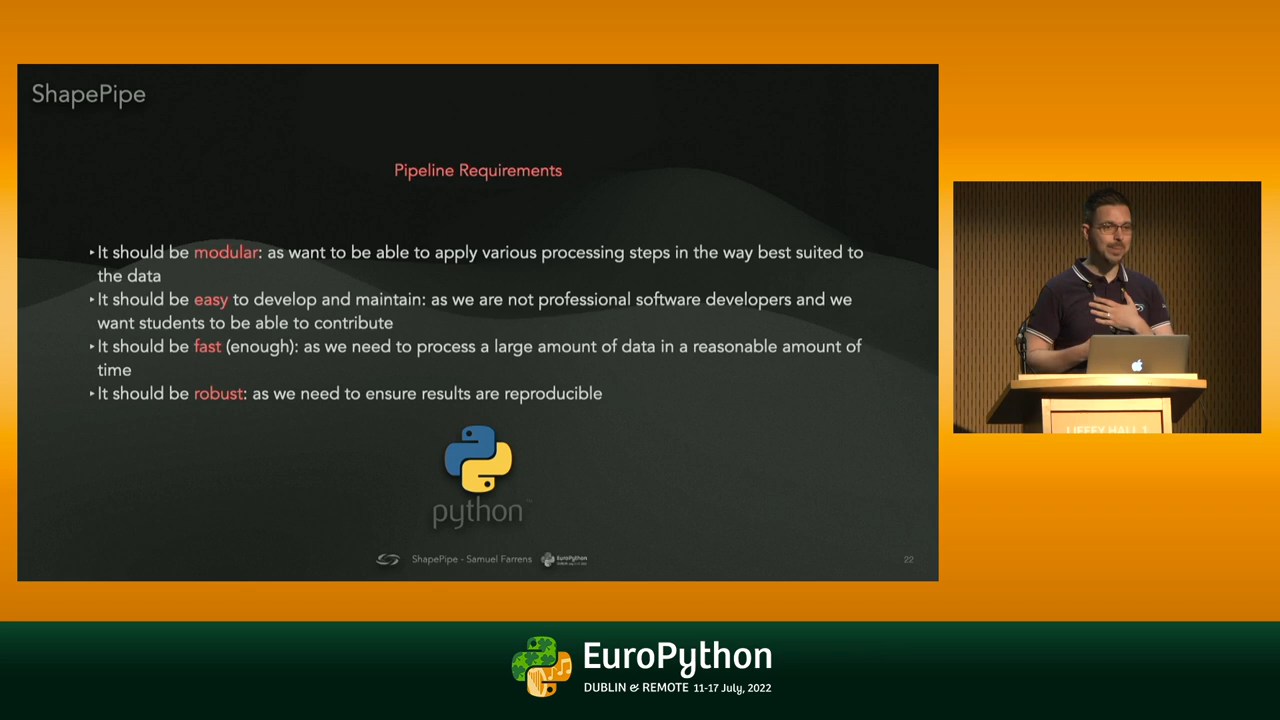 ShapePipe
Pipeline Requirements
‣It should be modular: as want to be able to apply various processing steps in the way best suited to
the data
‣It should be easy to develop and maintain: as we are not professional software developers and we
want students to be able to contribute
‣It should be fast (enough): as we need to process a large amount of data in a reasonable amount of
time
‣It should be robust: as we need to ensure results are reproducible
python
ShapePipe - Samuel Farrens
EuroPython
22
LIFFEY HALL 1
EuroPython
DUBLIN & REMOTE 11-17 July, 2022